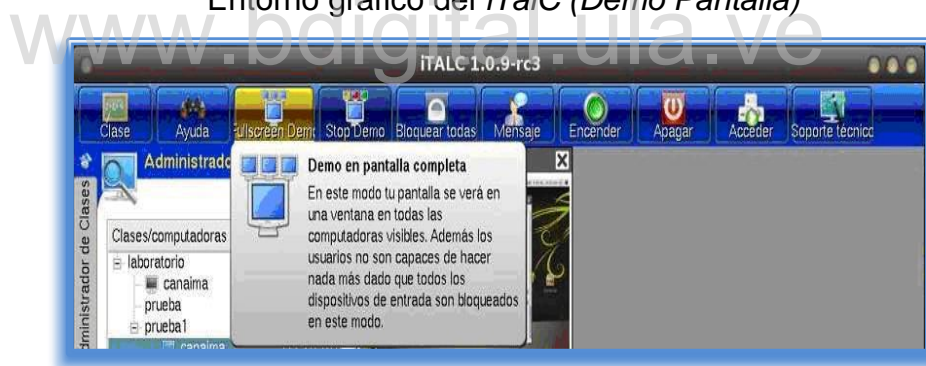 Entorno gráfico del iTalC (Demo Pantalla)
www.bdigital.ula.ve
iTALC 1.0.9-rc3
Clase Ayuda Fullscreen Demo Stop Demo Bloquear todas Mensaje Encender Apagar Acceder Soporte técnico
Administrador de Clases
Administrado
Clases/computadoras
laboratorio
canaima
prueba
prueba1
canaima
Demo en pantalla completa
En este modo tu pantalla se verá en
una ventana en todas las
computadoras visibles. Además los
usuarios no son capaces de hacer
nada más dado que todos los
dispositivos de entrada son bloqueados
en este modo.